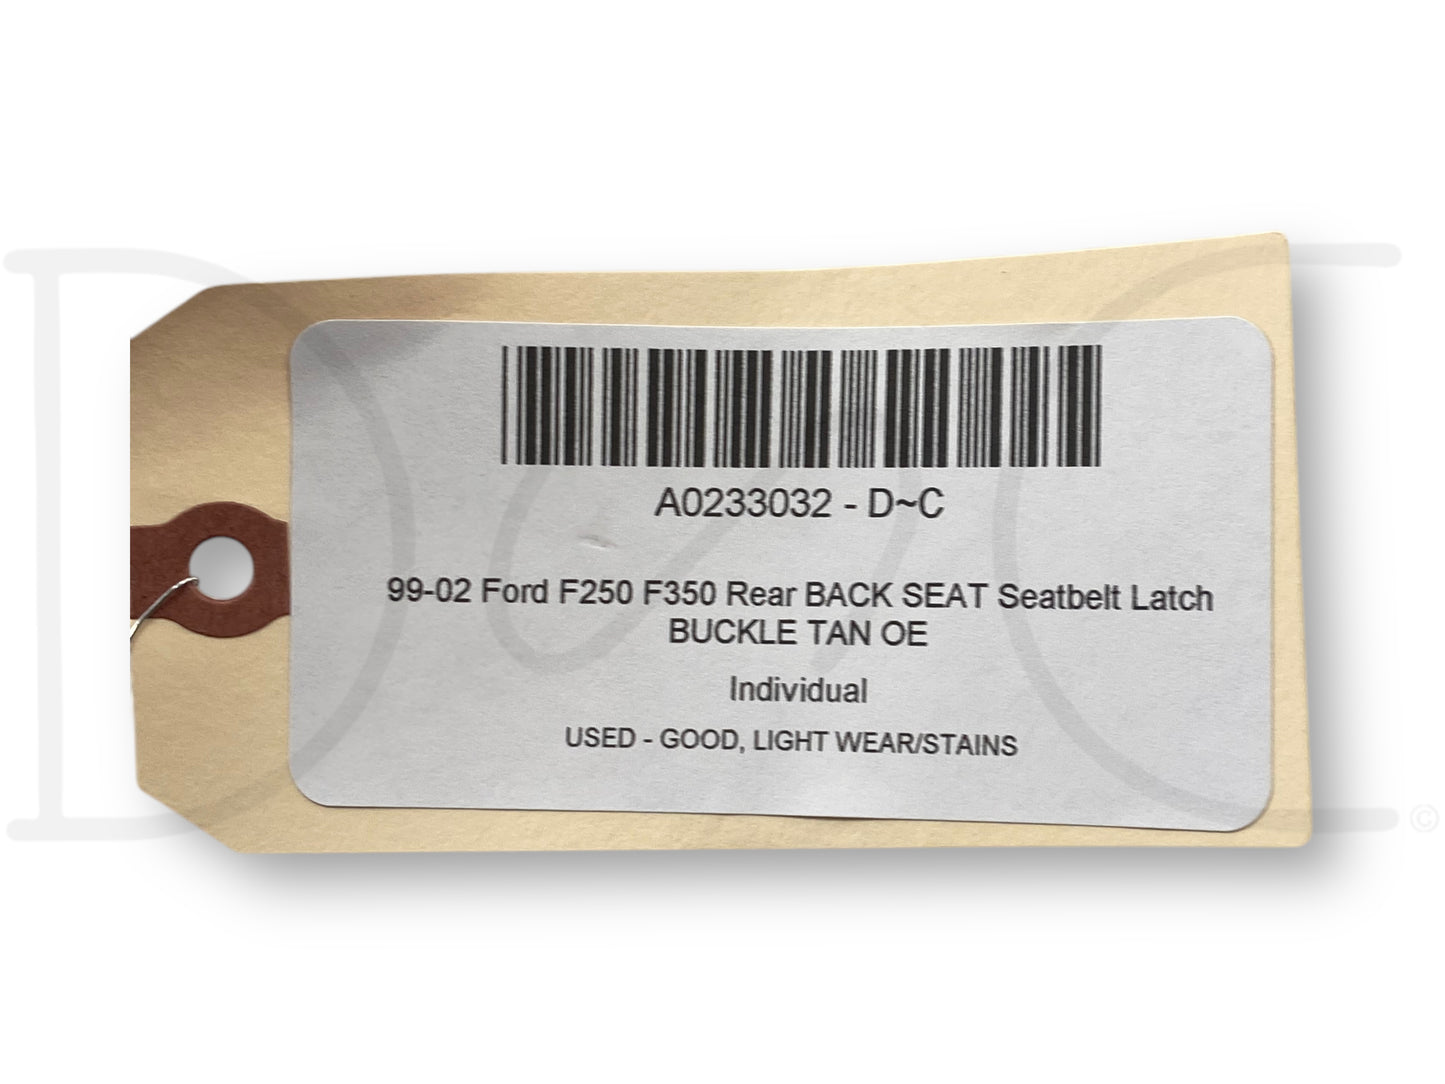 A0233032 - D~C
99-02 Ford F250 F350 Rear BACK SEAT Seatbelt Latch
BUCKLE TAN OE
Individual
USED - GOOD, LIGHT WEAR/STAINS
D C
©